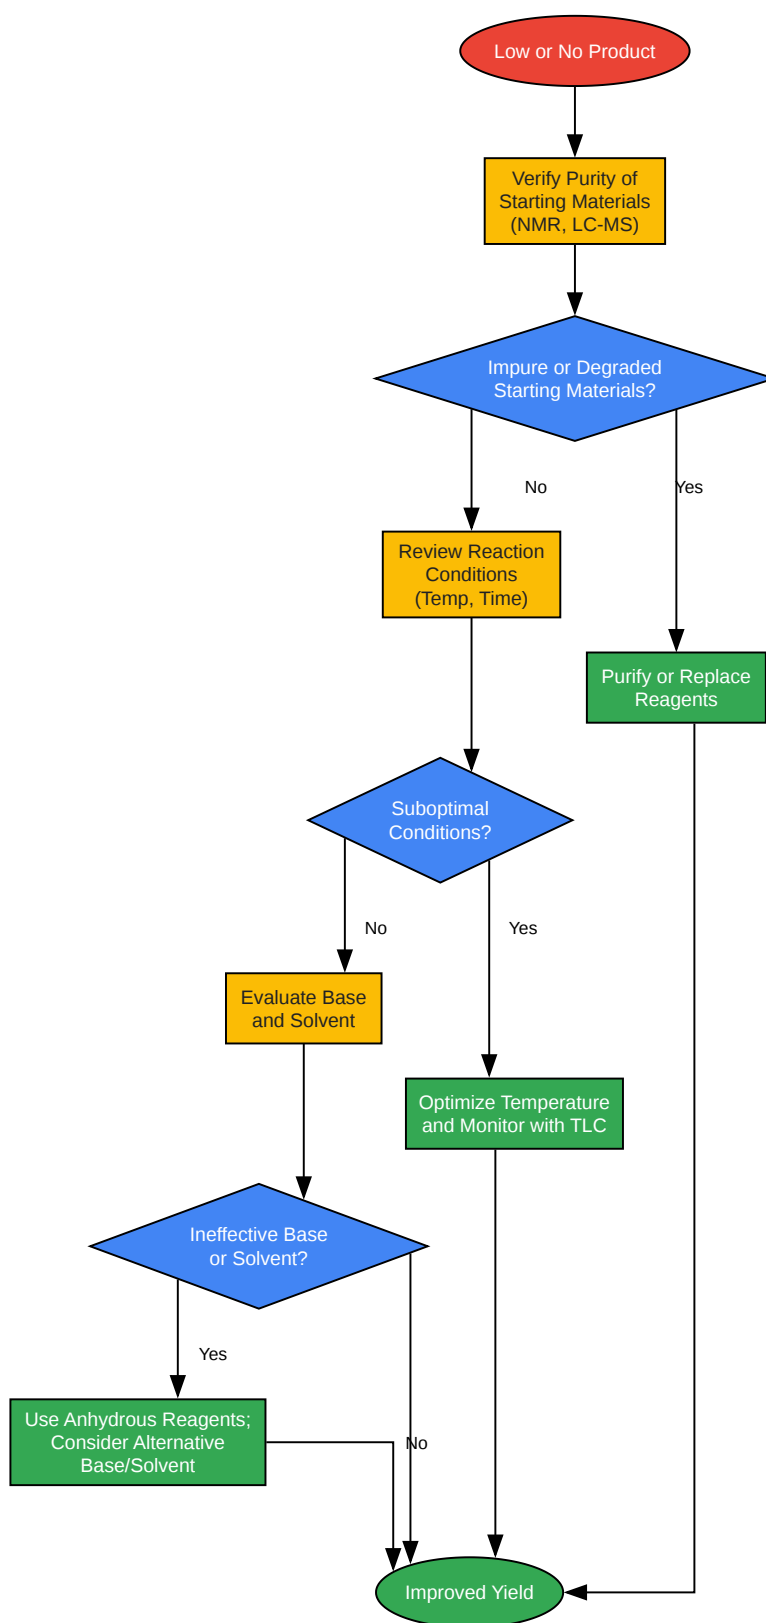 Low or No Product
Verify Purity of
Starting Materials
(NMR, LC-MS)
Impure or Degraded
Starting Materials?
No
Yes
Review Reaction
Conditions
(Temp, Time)
Purify or Replace
Reagents
Suboptimal
Conditions?
No
Yes
Evaluate Base
and Solvent
Optimize Temperature
and Monitor with TLC
Ineffective Base
or Solvent?
Yes
Use Anhydrous Reagents;
Consider Alternative
Base/Solvent
No
Improved Yield